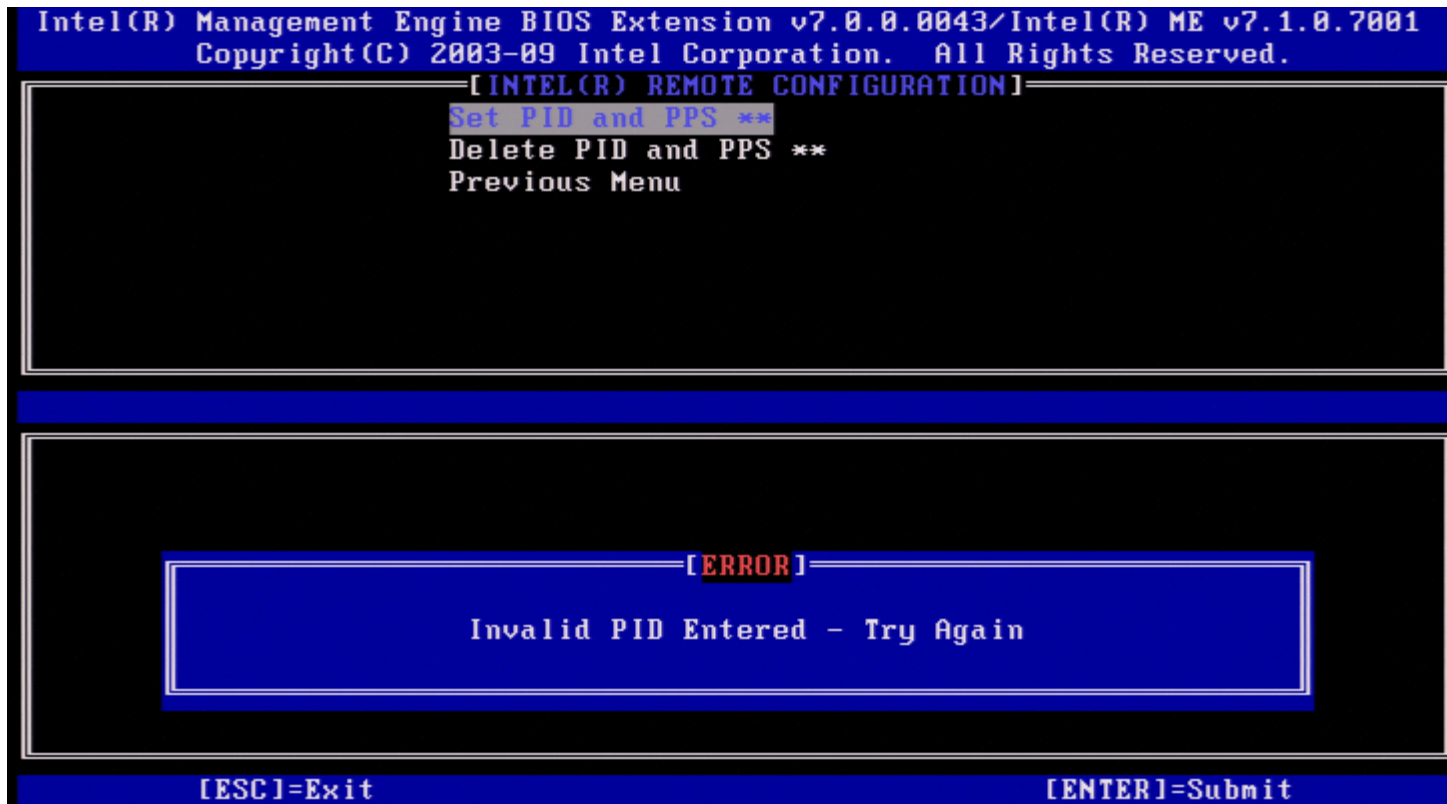 Intel(R) Management Engine BIOS Extension v7.0.0.0043/Intel(R) ME v7.1.0.7001
Copyright(C) 2003-09 Intel Corporation.  All Rights Reserved.
[INTEL(R) REMOTE CONFIGURATION]
Set PID and PPS **
Delete PID and PPS **
Previous Menu
[ERROR]
Invalid PID Entered - Try Again
[ESC]=Exit [ENTER]=Submit